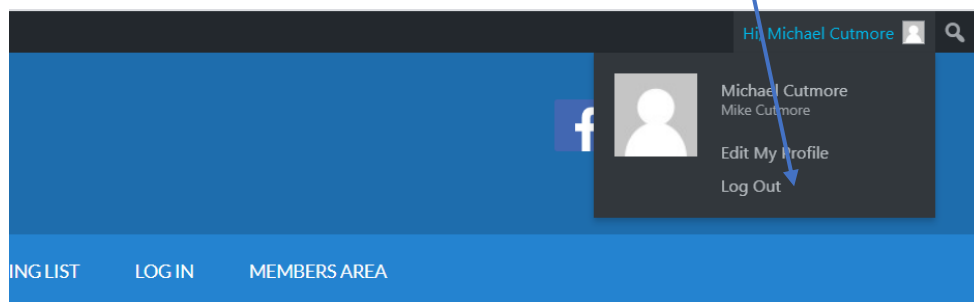 Hi, Michael Cutmore
Michael Cutmore
Mike Cutmore
f
Edit My Profile
Log Out
ING LIST LOG IN MEMBERS AREA